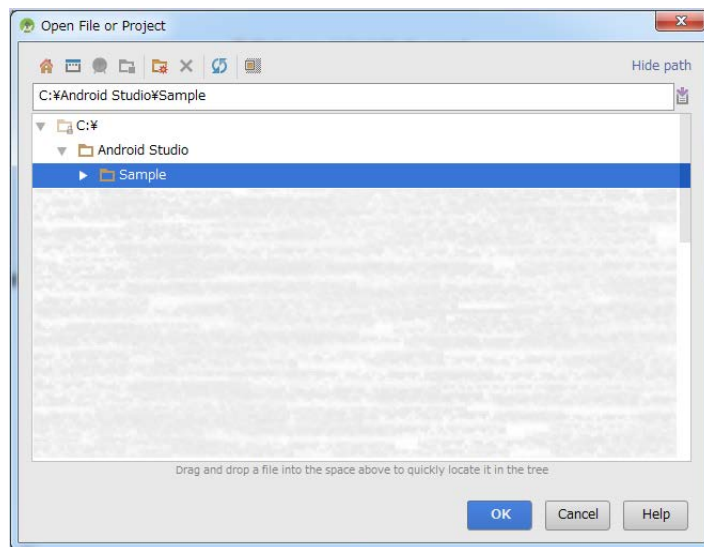 Open File or Project
Hide path
C:¥Android Studio¥Sample
C:¥
Android Studio
Sample
Drag and drop a file into the space above to quickly locate it in the tree
OK
Cancel
Help